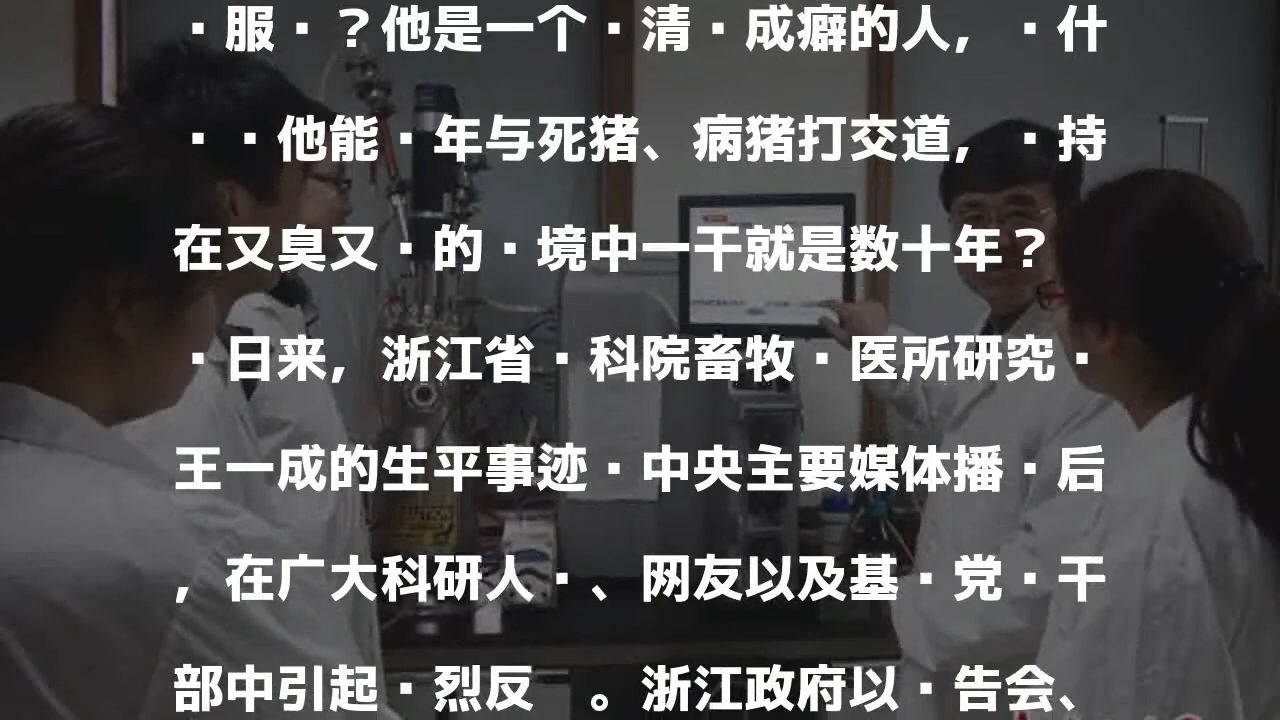 ·服·？他是一个·清·成癖的人，·什
··他能·年与死猪、病猪打交道，·持
在又臭又·的·境中一干就是数十年？
·日来，浙江省·科院畜牧·医所研究·
王一成的生平事迹·中央主要媒体播·后
，在广大科研人·、网友以及基·党·干
部中引起·烈反　。浙江政府以·告会、